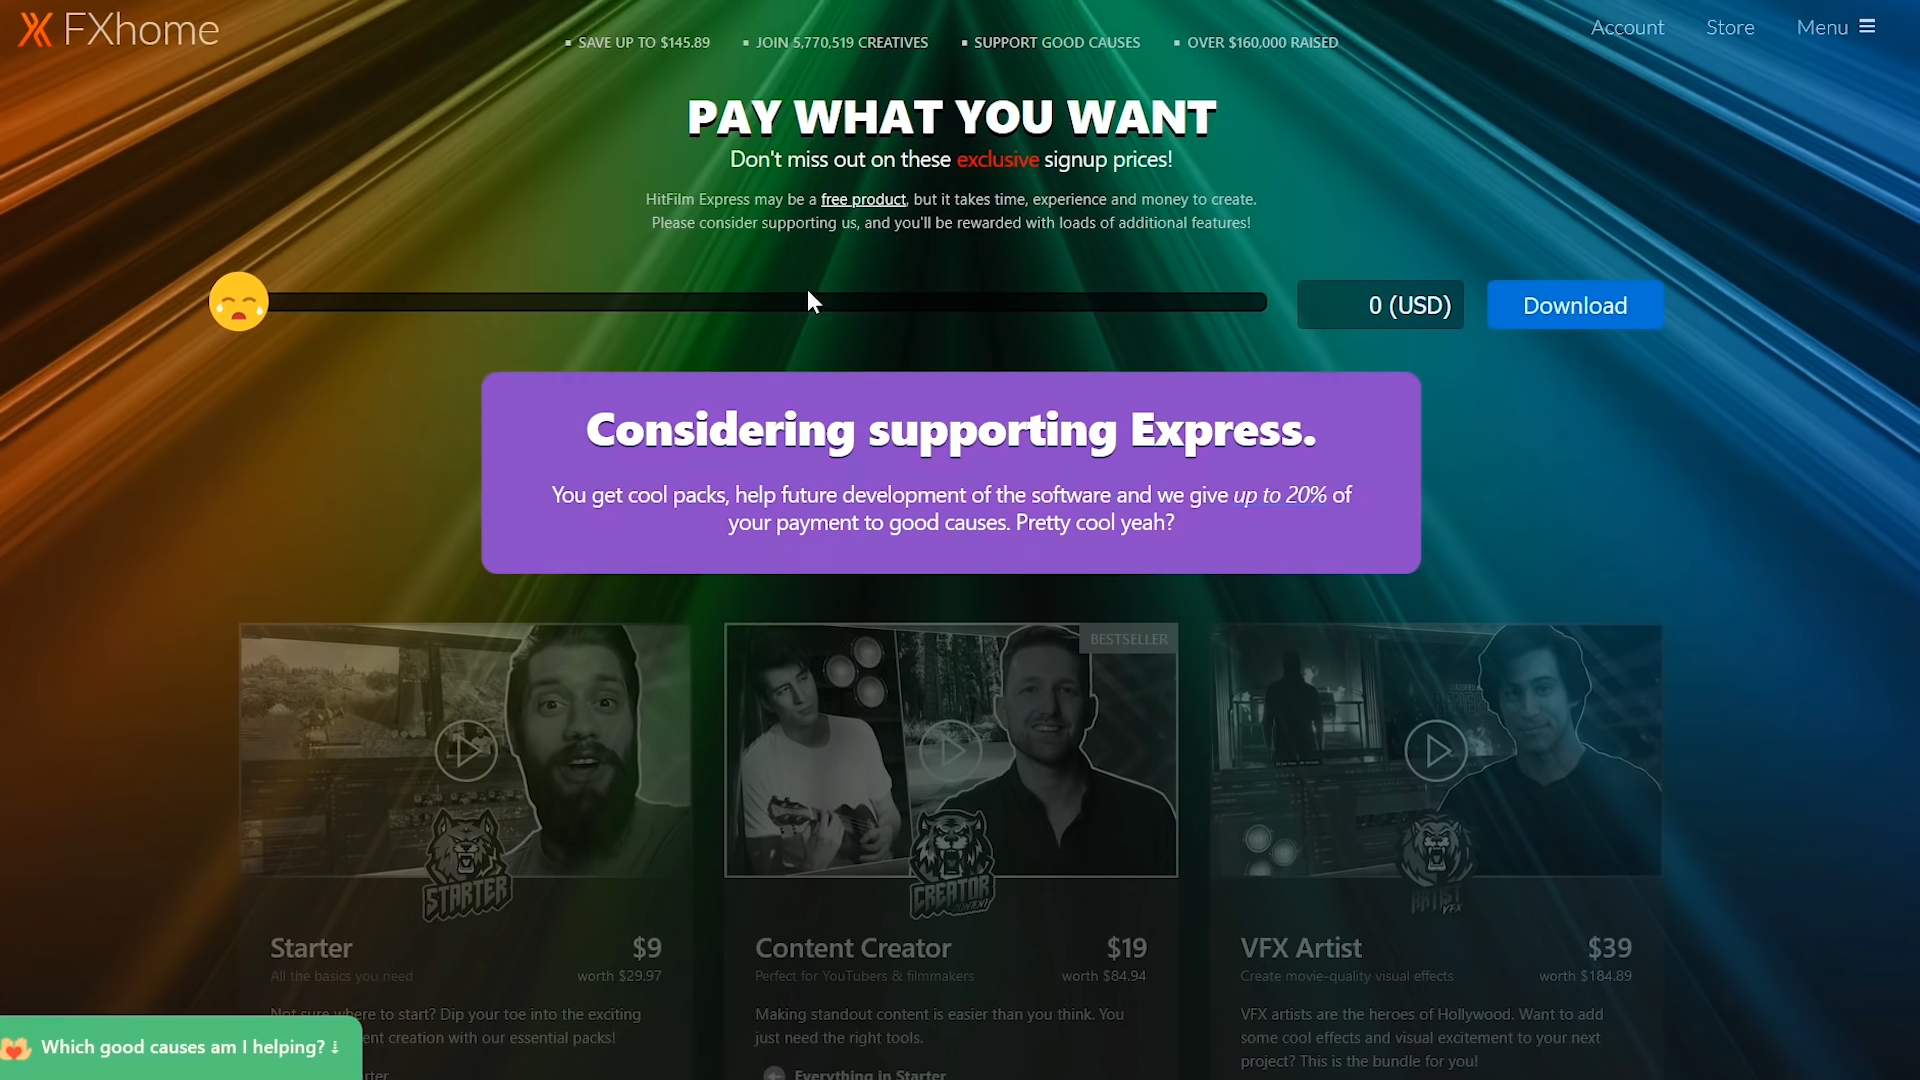 FXhome
▪ SAVE UP TO $145.89 ▪ JOIN 5,770,519 CREATIVES ▪ SUPPORT GOOD CAUSES ▪ OVER $160,000 RAISED
Account Store Menu
PAY WHAT YOU WANT
Don't miss out on these exclusive signup prices!
HitFilm Express may be a free product, but it takes time, experience and money to create.
Please consider supporting us, and you'll be rewarded with loads of additional features!
0 (USD) Download
Considering supporting Express.
You get cool packs, help future development of the software and we give up to 20% of
your payment to good causes. Pretty cool yeah?
BESTSELLER
STARTER
CREATOR
CONTENT
ARTIST
VFX
Starter $9
All the basics you need worth $29.97
Not sure where to start? Dip your toe into the exciting
ent creation with our essential packs!
rter
Content Creator $19
Perfect for YouTubers & filmmakers worth $84.94
Making standout content is easier than you think. You
just need the right tools.
Everything in Starter
VFX Artist $39
Create movie-quality visual effects worth $184.89
VFX artists are the heroes of Hollywood. Want to add
some cool effects and visual excitement to your next
project? This is the bundle for you!
Which good causes am I helping?